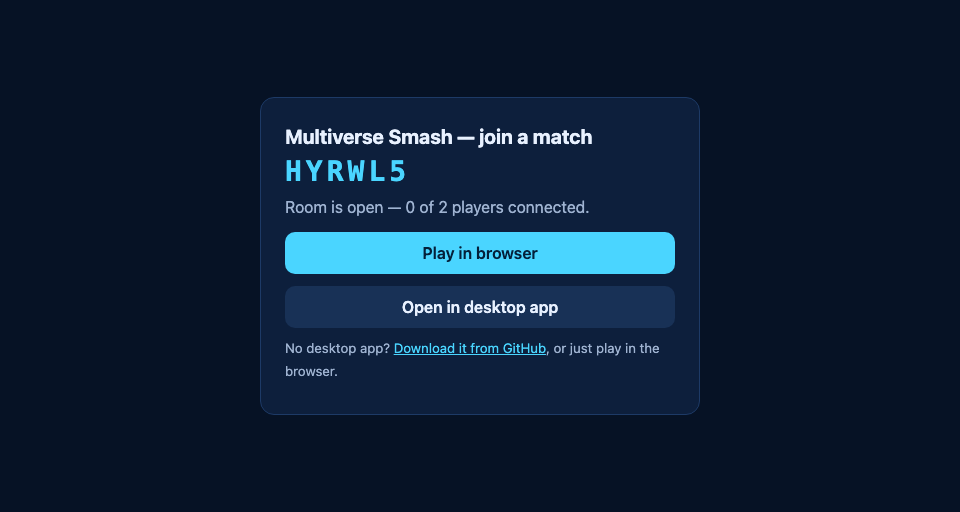 Multiverse Smash — join a match
HYRWL5
Room is open — 0 of 2 players connected.
Play in browser
Open in desktop app
No desktop app? Download it from GitHub, or just play in the
browser.